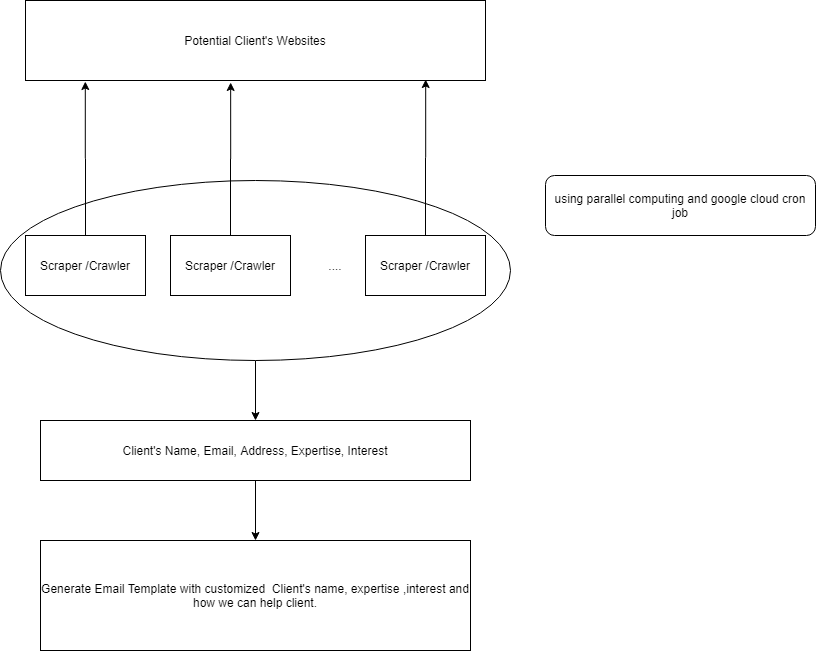 Potential Client's Websites
using parallel computing and google cloud cron
job
Scraper /Crawler
Scraper /Crawler
....
Scraper /Crawler
Client's Name, Email, Address, Expertise, Interest
Generate Email Template with customized  Client's name, expertise ,interest and
how we can help client.